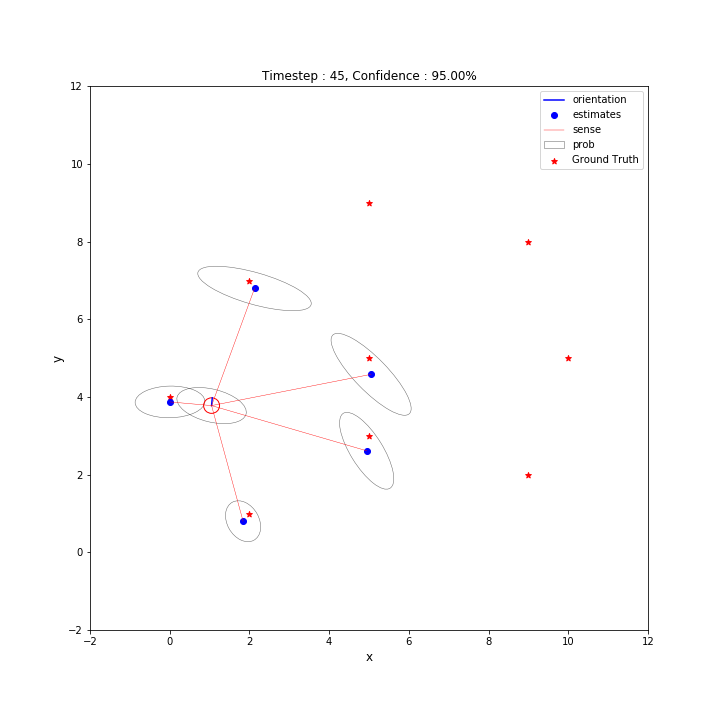 Timestep : 45, Confidence : 95.00%
orientation
estimates
sense
prob
Ground Truth
y
12
10
8
6
4
2
0
−2
−2 0 2 4 6 8 10 12
x